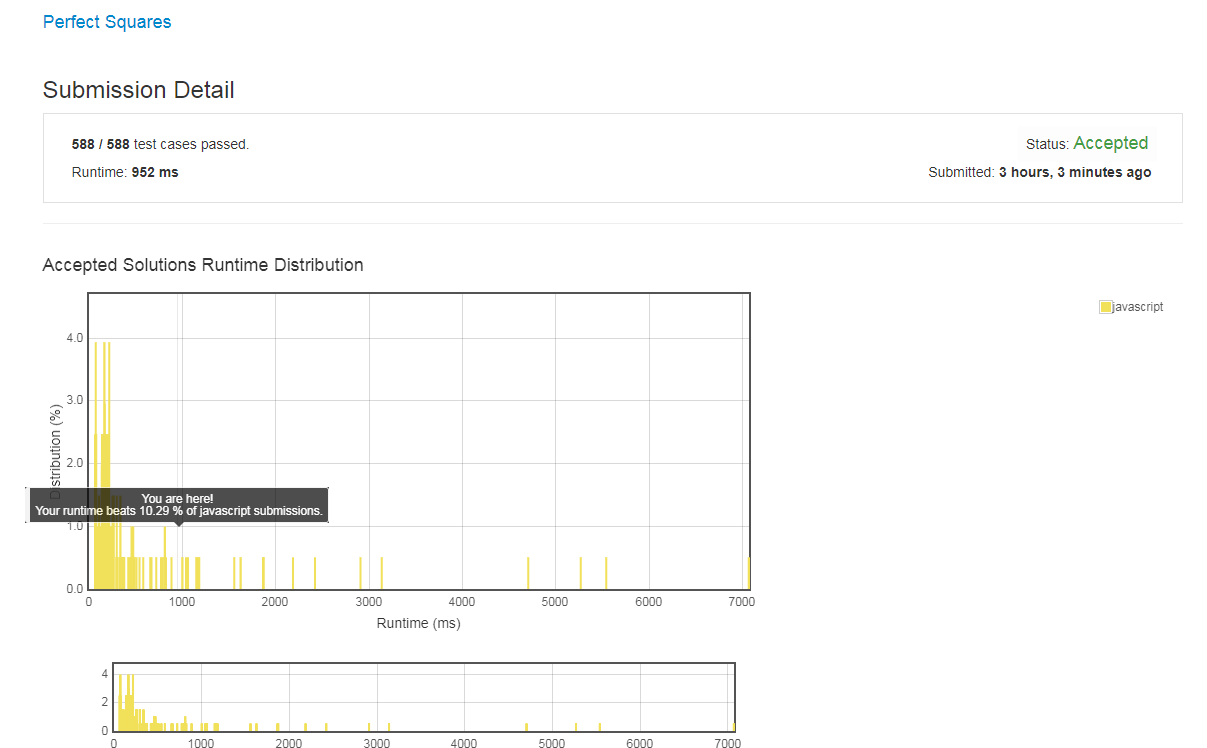 Perfect Squares
Submission Detail
588 / 588 test cases passed.
Status: Accepted
Runtime: 952 ms
Submitted: 3 hours, 3 minutes ago
Accepted Solutions Runtime Distribution
javascript
4.0
3.0
2.0
1.0
0.0
Distribution (%)
You are here!
Your runtime beats 10.29 % of javascript submissions.
0 1000 2000 3000 4000 5000 6000 7000
Runtime (ms)
4
2
0
0 1000 2000 3000 4000 5000 6000 7000